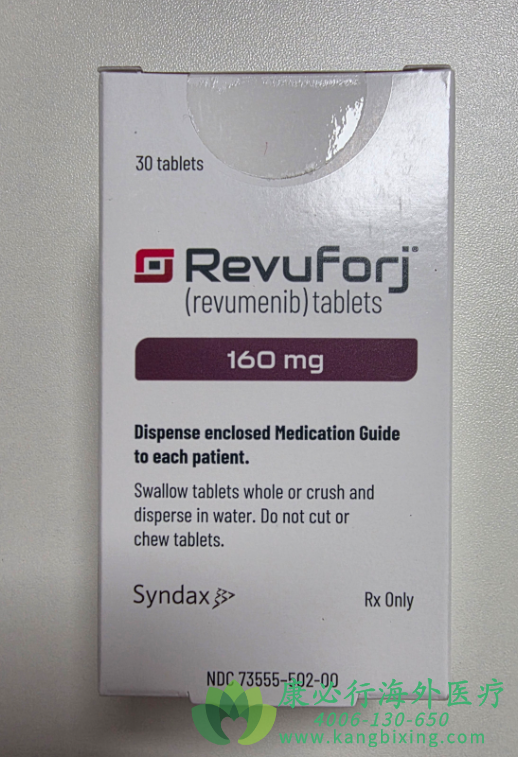 30 tablets
Revuforj®
(revumenib) tablets
160 mg
Dispense enclosed Medication Guide
to each patient.
Swallow tablets whole or crush and
disperse in water. Do not cut or
chew tablets.
Syndax
Rx Only
NDC 73555-502-00
康必行海外医疗
4006-130-650
www.kangbixing.com